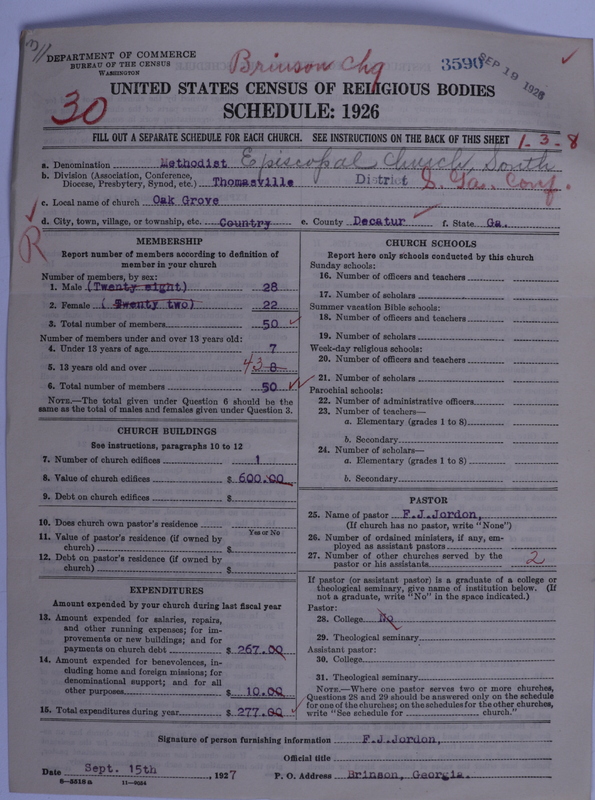 DEPARTMENT OF COMMERCE
BUREAU OF THE CENSUS
WASHINGTON
Brinson Chg
3590
SEP 19 1928
30
UNITED STATES CENSUS OF RELIGIOUS BODIES
SCHEDULE: 1926
FILL OUT A SEPARATE SCHEDULE FOR EACH CHURCH. SEE INSTRUCTIONS ON THE BACK OF THIS SHEET
1-3-8
a. Denomination Methodist Episcopal Church, South
b. Division (Association, Conference, Diocese, Presbytery, Synod, etc.) Thomasville District S. Ga. Conf.
c. Local name of church Oak Grove
d. City, town, village, or township, etc. Country e. County Decatur f. State Ga.
R
MEMBERSHIP
Report number of members according to definition of
member in your church
Number of members, by sex:
1. Male (Twenty eight) 28
2. Female (Twenty two) 22
3. Total number of members 50
Number of members under and over 13 years old:
4. Under 13 years of age 7
5. 13 years old and over 43 8
6. Total number of members 50
NOTE.—The total given under Question 6 should be the
same as the total of males and females given under Question 3.
CHURCH BUILDINGS
See instructions, paragraphs 10 to 12
7. Number of church edifices 1
8. Value of church edifices $ 600.00
9. Debt on church edifices $
10. Does church own pastor's residence
Yes or No
11. Value of pastor's residence (if owned by
church) $
12. Debt on pastor's residence (if owned by
church) $
EXPENDITURES
Amount expended by your church during last fiscal year
13. Amount expended for salaries, repairs,
and other running expenses; for im-
provements or new buildings; and for
payments on church debt $ 267.00
14. Amount expended for benevolences, in-
cluding home and foreign missions; for
denominational support; and for all
other purposes $ 10.00
15. Total expenditures during year $ 277.00
CHURCH SCHOOLS
Report here only schools conducted by this church
Sunday schools:
16. Number of officers and teachers
17. Number of scholars
Summer vacation Bible schools:
18. Number of officers and teachers
19. Number of scholars
Week-day religious schools:
20. Number of officers and teachers
21. Number of scholars
Parochial schools:
22. Number of administrative officers
23. Number of teachers—
a. Elementary (grades 1 to 8)
b. Secondary
24. Number of scholars—
a. Elementary (grades 1 to 8)
b. Secondary
PASTOR
25. Name of pastor F.J.Jordon,
(If church has no pastor, write "None")
26. Number of ordained ministers, if any, em-
ployed as assistant pastors
27. Number of other churches served by the
pastor or his assistants 2
If pastor (or assistant pastor) is a graduate of a college or
theological seminary, give name of institution below. (If
not a graduate, write "No" in the space indicated.)
Pastor:
28. College No
29. Theological seminary
Assistant pastor:
30. College
31. Theological seminary
NOTE.—Where one pastor serves two or more churches,
Questions 28 and 29 should be answered only on the schedule
for one of the churches; on the schedules for the other churches,
write "See schedule for church."
Signature of person furnishing information F.J.Jordon,
Official title
Date Sept. 15th, 1927 P. O. Address Brinson, Georgia.
8-5518 a 11-9054